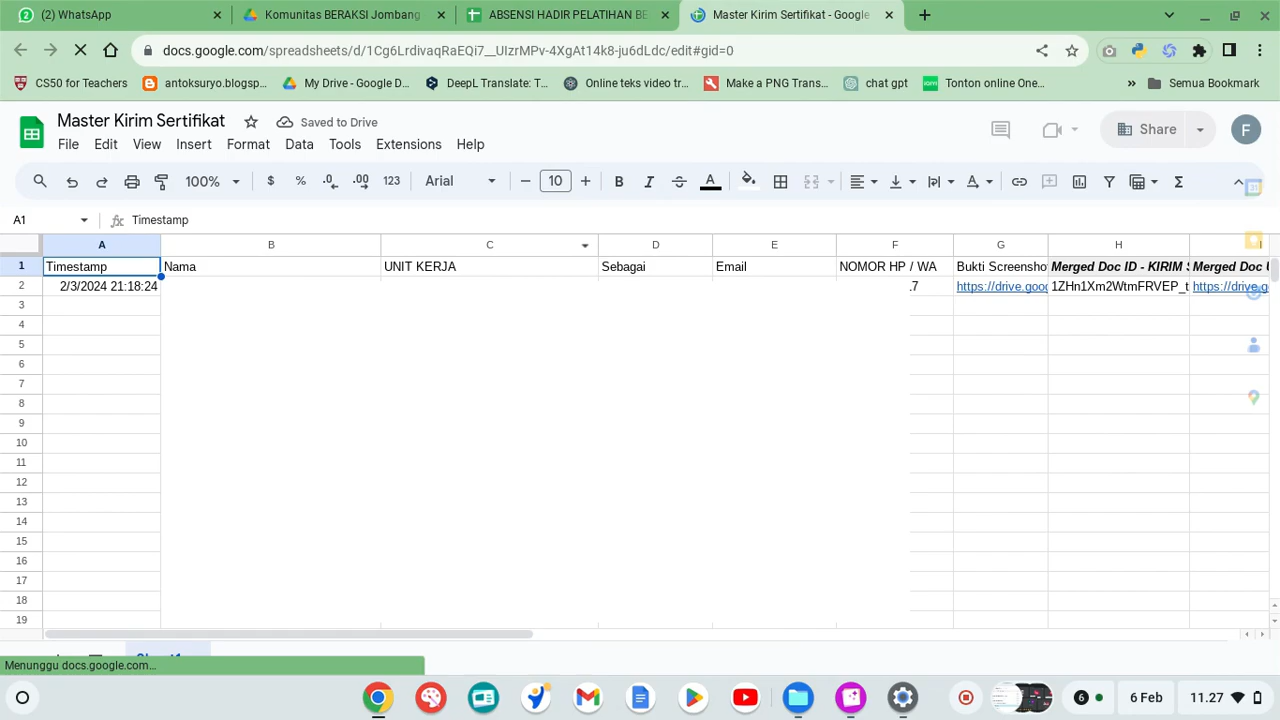 (2) WhatsApp
Komunitas BERAKSI Jombang
ABSENSI HADIR PELATIHAN BE
Master Kirim Sertifikat - Google
docs.google.com/spreadsheets/d/1Cg6LrdivaqRaEQi7__UIzrMPv-4XgAt14k8-ju6dLdc/edit#gid=0
CS50 for Teachers
antoksuryo.blogsp...
My Drive - Google D...
DeepL Translate: T...
Online teks video tr...
Make a PNG Trans...
chat gpt
Tonton online One...
»
Semua Bookmark
Master Kirim Sertifikat
Saved to Drive
Share
F
File Edit View Insert Format Data Tools Extensions Help
100% $ % .0 .00 123 Arial 10 B I A A Σ
A1 fx Timestamp
A B C D E F G H I
1 Timestamp Nama UNIT KERJA Sebagai Email NOMOR HP / WA Bukti Screensho Merged Doc ID - KIRIM S Merged Doc U
2 2/3/2024 21:18:24 .7 https://drive.goog 1ZHn1Xm2WtmFRVEP_t https://drive.g
3
4
5
6
7
8
9
10
11
12
13
14
15
16
17
18
19
Menunggu docs.google.com...
6
6 Feb
11.27